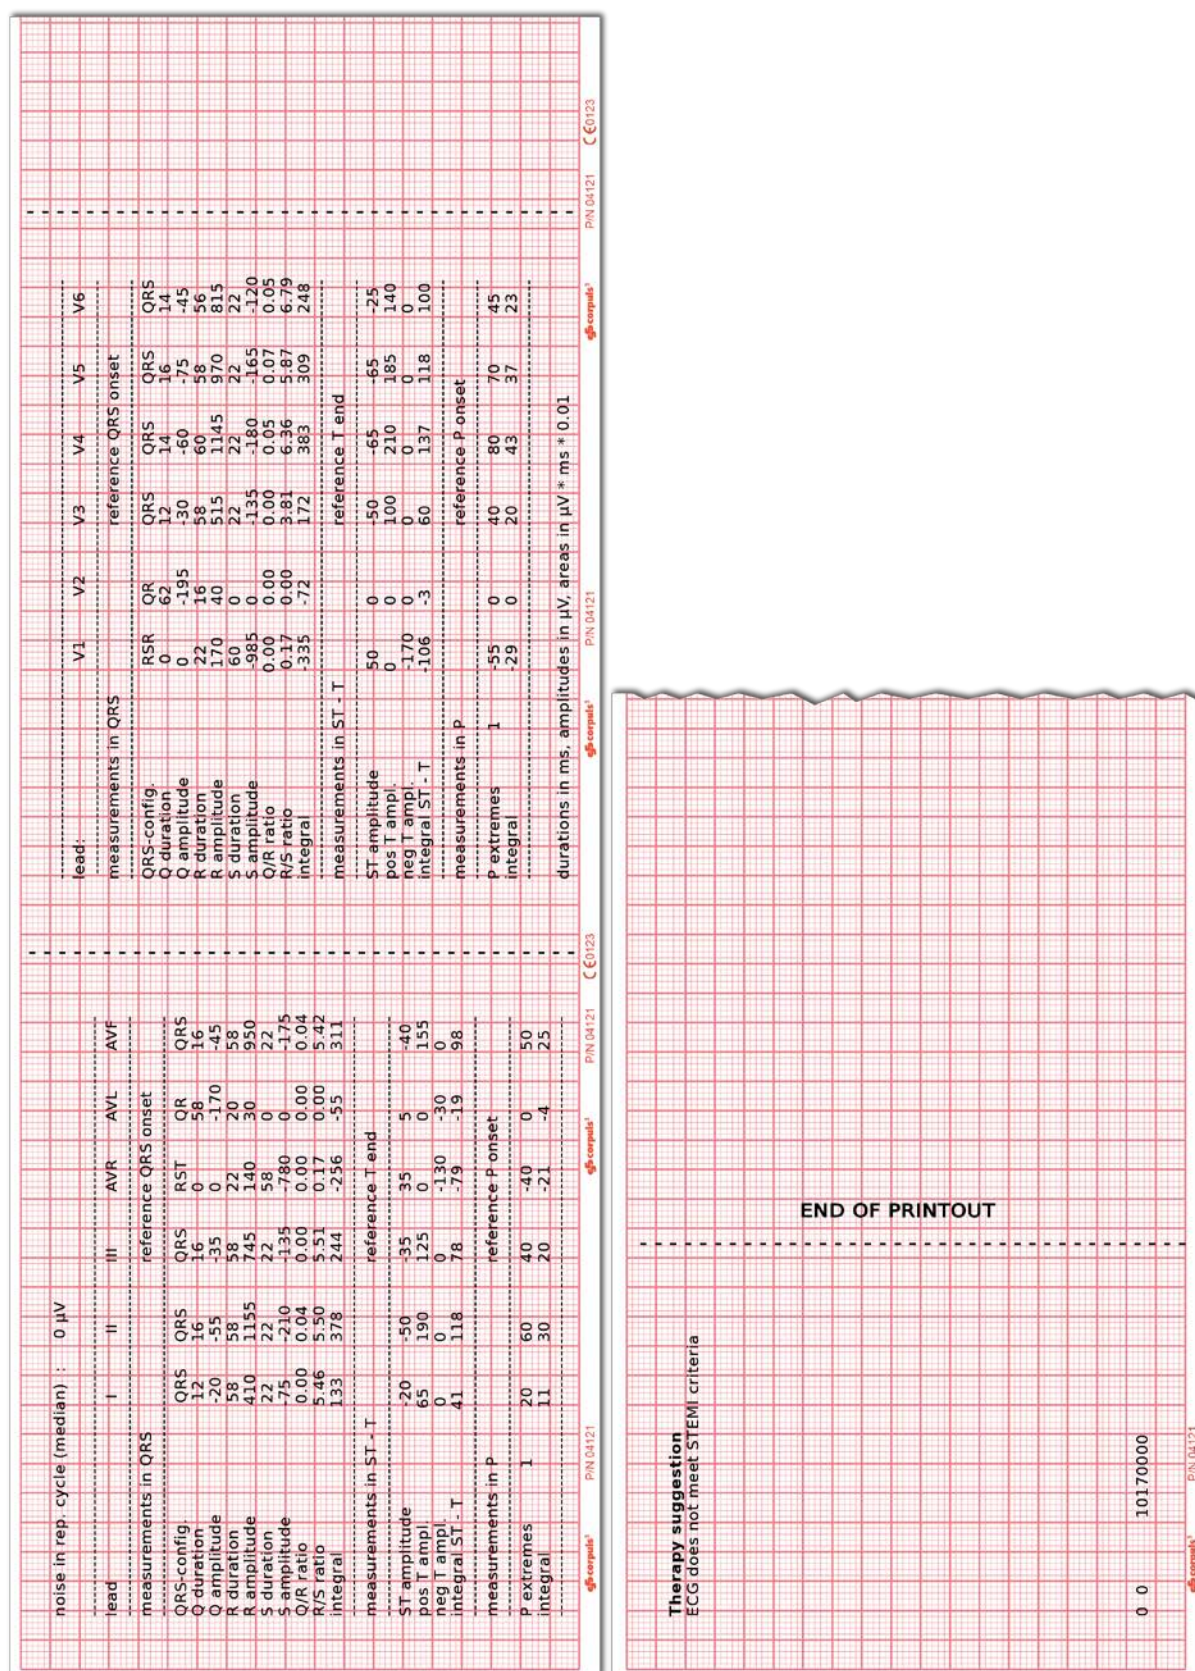 noise in rep. cycle (median) : 0 µV
lead I II III AVR AVL AVF
measurements in QRS reference QRS onset
QRS-config. QRS QRS QRS RST QR QRS
Q duration 12 16 16 0 58 16
Q amplitude -20 -55 -35 0 -170 -45
R duration 58 58 58 22 20 58
R amplitude 410 1155 745 140 30 950
S duration 22 22 22 58 0 22
S amplitude -75 -210 -135 -780 0 -175
Q/R ratio 0.00 0.04 0.00 0.00 0.00 0.04
R/S ratio 5.46 5.50 5.51 0.17 0.00 5.42
integral 133 378 244 -256 -55 311
measurements in ST - T reference T end
ST amplitude -20 -50 -35 35 5 -40
pos T ampl. 65 190 125 0 0 155
neg T ampl. 0 0 0 -130 -30 0
integral ST - T 41 118 78 -79 -19 98
measurements in P reference P onset
P extremes 1 20 60 40 -40 0 50
integral 11 30 20 -21 -4 25
corpuls³ P/N 04121 corpuls³ P/N 04121 C€0123
lead: V1 V2 V3 V4 V5 V6
measurements in QRS reference QRS onset
QRS-config. RSR QR QRS QRS QRS QRS
Q duration 0 62 12 14 16 14
Q amplitude 0 -195 -30 -60 -75 -45
R duration 22 16 58 60 58 56
R amplitude 170 40 515 1145 970 815
S duration 60 0 22 22 22 22
S amplitude -985 0 -135 -180 -165 -120
Q/R ratio 0.00 0.00 0.00 0.05 0.07 0.05
R/S ratio 0.17 0.00 3.81 6.36 5.87 6.79
integral -335 -72 172 383 309 248
measurements in ST - T reference T end
ST amplitude 50 0 -50 -65 -65 -25
pos T ampl. 0 0 100 210 185 140
neg T ampl. -170 0 0 0 0 0
integral ST - T -106 -3 60 137 118 100
measurements in P reference P onset
P extremes 1 -55 0 40 80 70 45
integral -29 0 20 43 37 23
durations in ms, amplitudes in µV, areas in µV * ms * 0.01
corpuls³ P/N 04121 corpuls³ P/N 04121 C€0123
Therapy suggestion
ECG does not meet STEMI criteria
0 0 10170000
corpuls³ P/N 04121
END OF PRINTOUT